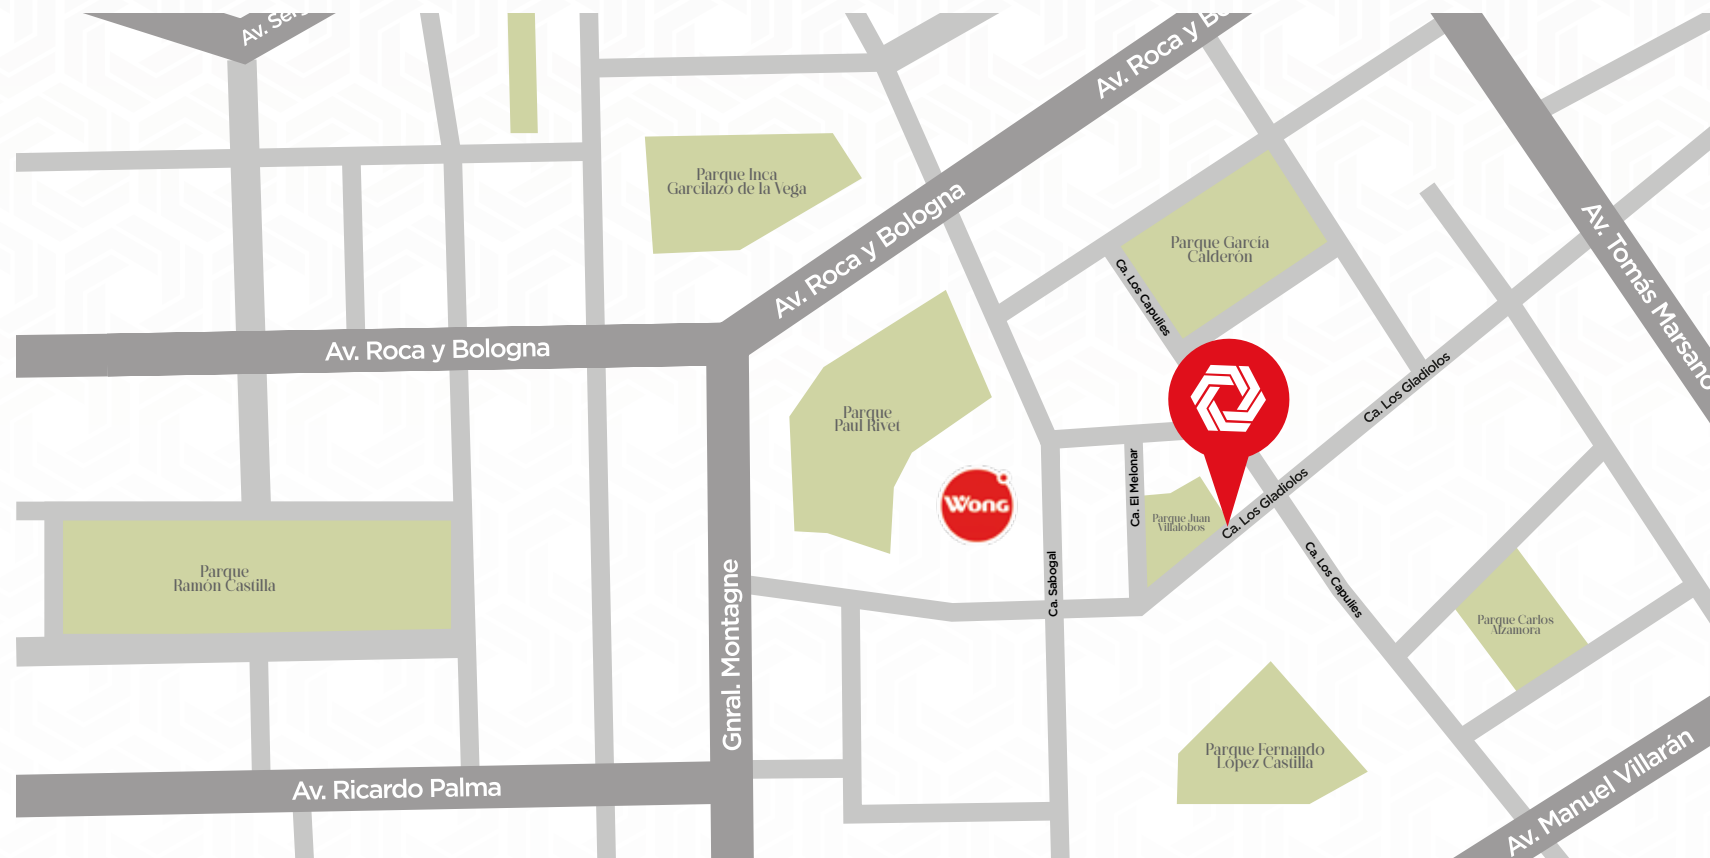 Av. Serg
Av. Roca y Bo
Parque Inca
Garcilazo de la Vega
Av. Roca y Bologna
Parque García
Calderón
Av. Tomás Marsano
Ca. Los Capulíes
Av. Roca y Bologna
Parque
Paul Rivet
Ca. Los Gladiolos
Ca. El Melonar
Wong
Parque Juan
Villalobos
Ca. Los Gladiolos
Parque
Ramón Castilla
Ca. Sabogal
Ca. Los Capulíes
Gnral. Montagne
Parque Carlos
Alzamora
Parque Fernando
López Castilla
Av. Ricardo Palma
Av. Manuel Villarán